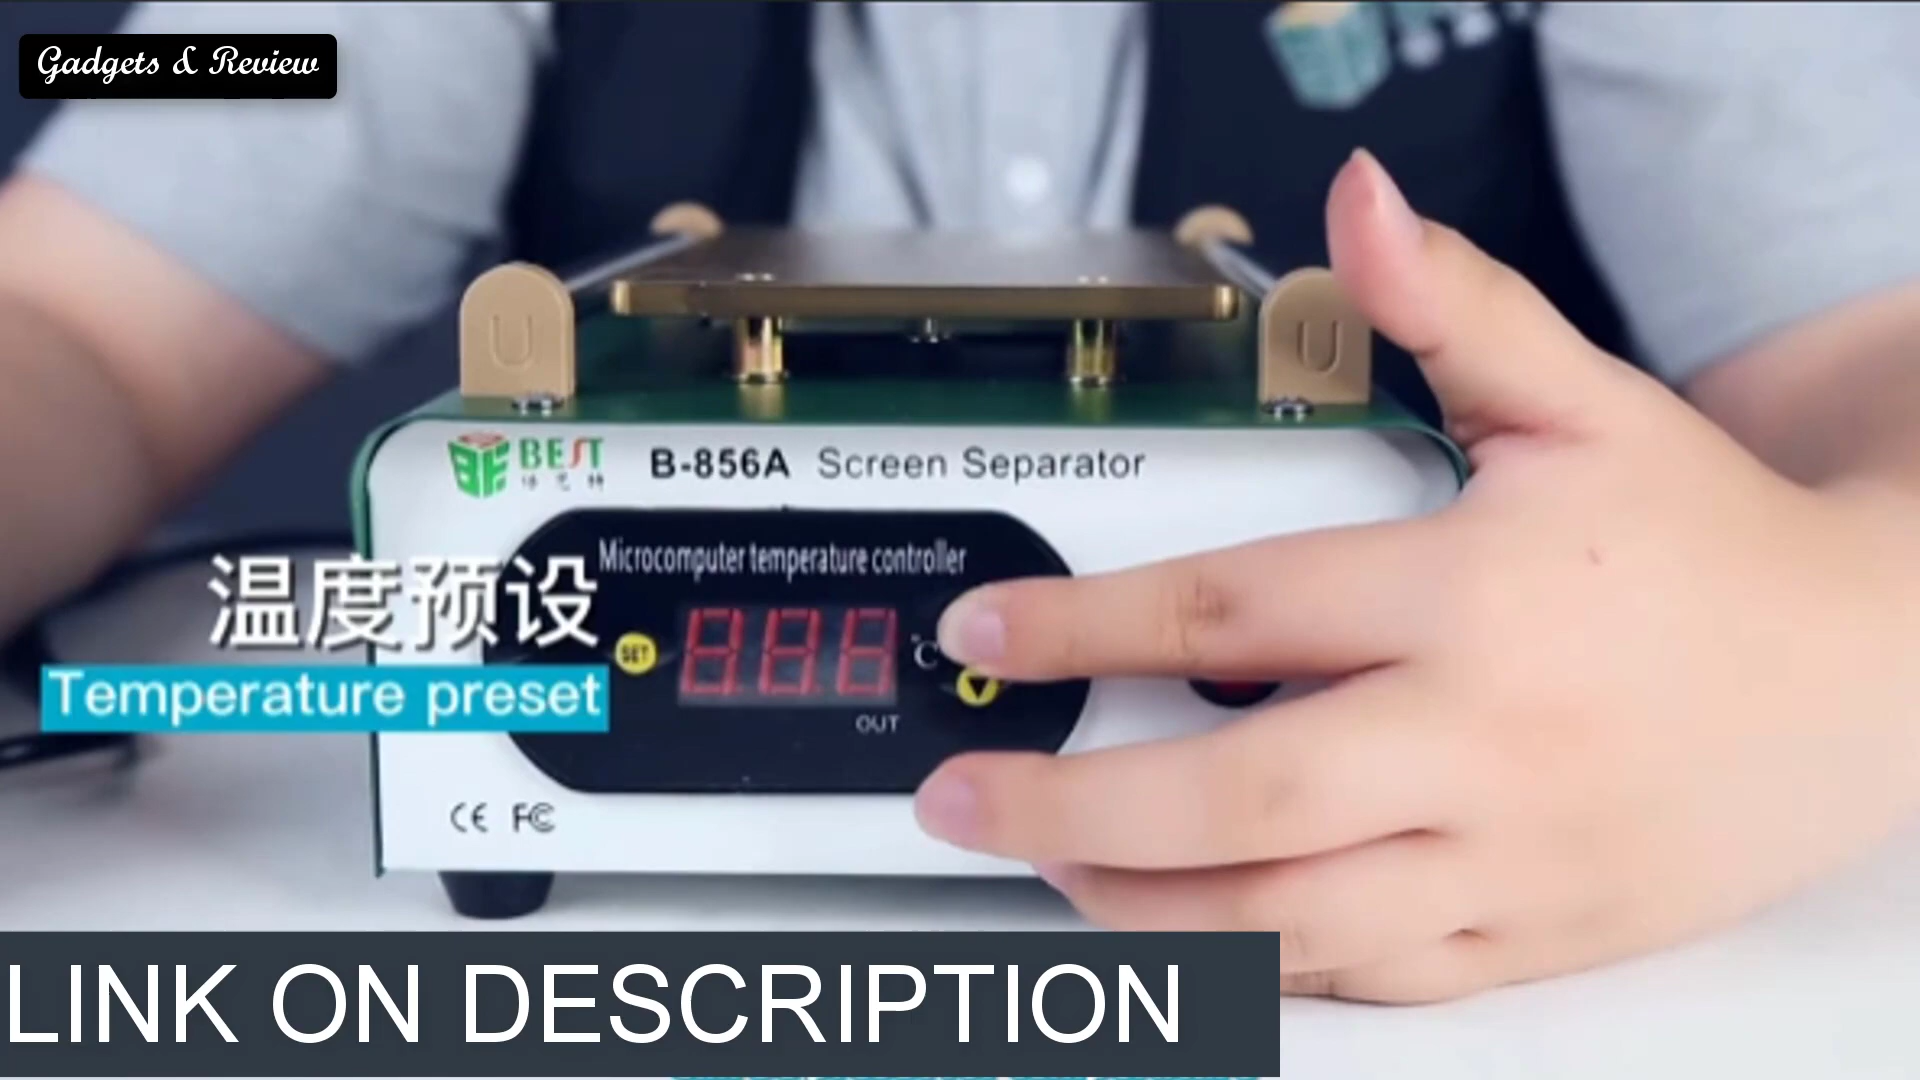 Gadgets & Review
U
U
BEST
B-856A Screen Separator
Microcomputer temperature controller
温度预设
SET
888
°C
Temperature preset
OUT
CE FC
LINK ON DESCRIPTION